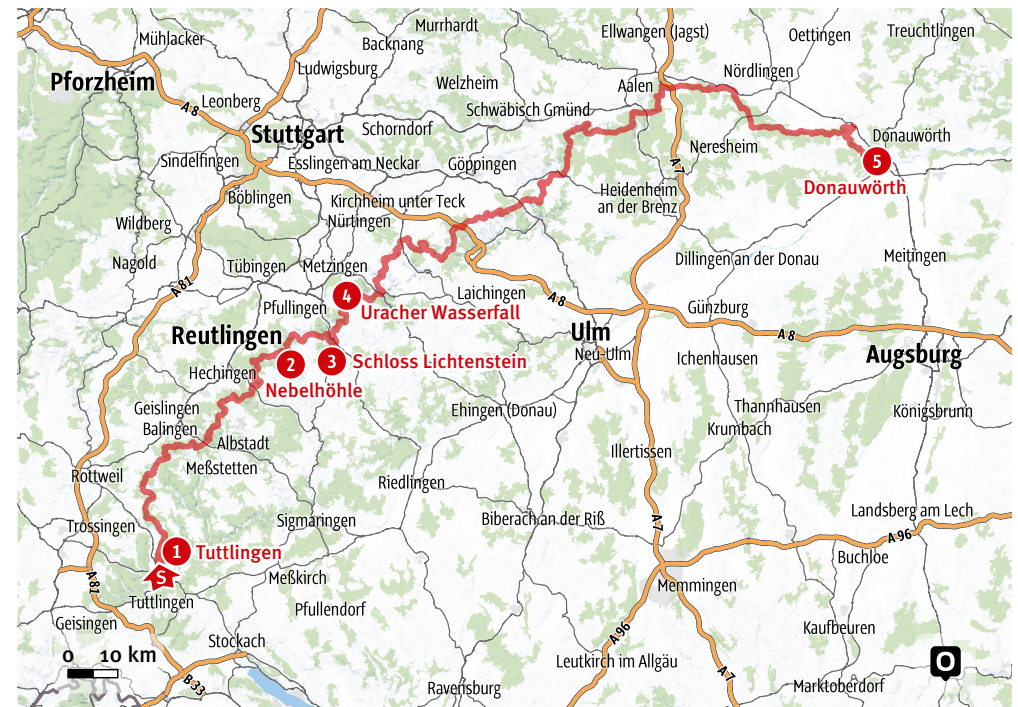 Murrhardt
Ellwangen (Jagst)
Oettingen
Treuchtlingen
Mühlacker
Backnang
Ludwigsburg
Nördlingen
Pforzheim
Welzheim
Aalen
A 8
Leonberg
Schwäbisch Gmünd
Stuttgart
Schorndorf
Donauwörth
Sindelfingen
Esslingen am Neckar
Göppingen
A 7
Neresheim
5
Donauwörth
Böblingen
Kirchheim unter Teck
Heidenheim
an der Brenz
Wildberg
Nürtingen
Nagold
Tübingen
Metzingen
Dillingen an der Donau
Meitingen
A 81
4
Laichingen
A 8
Pfullingen
Uracher Wasserfall
Günzburg
Reutlingen
Ulm
A 8
Neu-Ulm
Augsburg
2
3
Schloss Lichtenstein
Ichenhausen
Hechingen
Nebelhöhle
Geislingen
Ehingen (Donau)
Thannhausen
Königsbrunn
Balingen
Krumbach
Albstadt
Illertissen
Meßstetten
Rottweil
Riedlingen
Trossingen
Sigmaringen
Biberach an der Riß
A 7
Landsberg am Lech
A 96
1
Tuttlingen
Buchloe
S
A 81
Meßkirch
Memmingen
Tuttlingen
Pfullendorf
Geisingen
A 96
Kaufbeuren
Stockach
0 10 km
Leutkirch im Allgäu
A 7
B 33
Ravensburg
Marktoberdorf
O